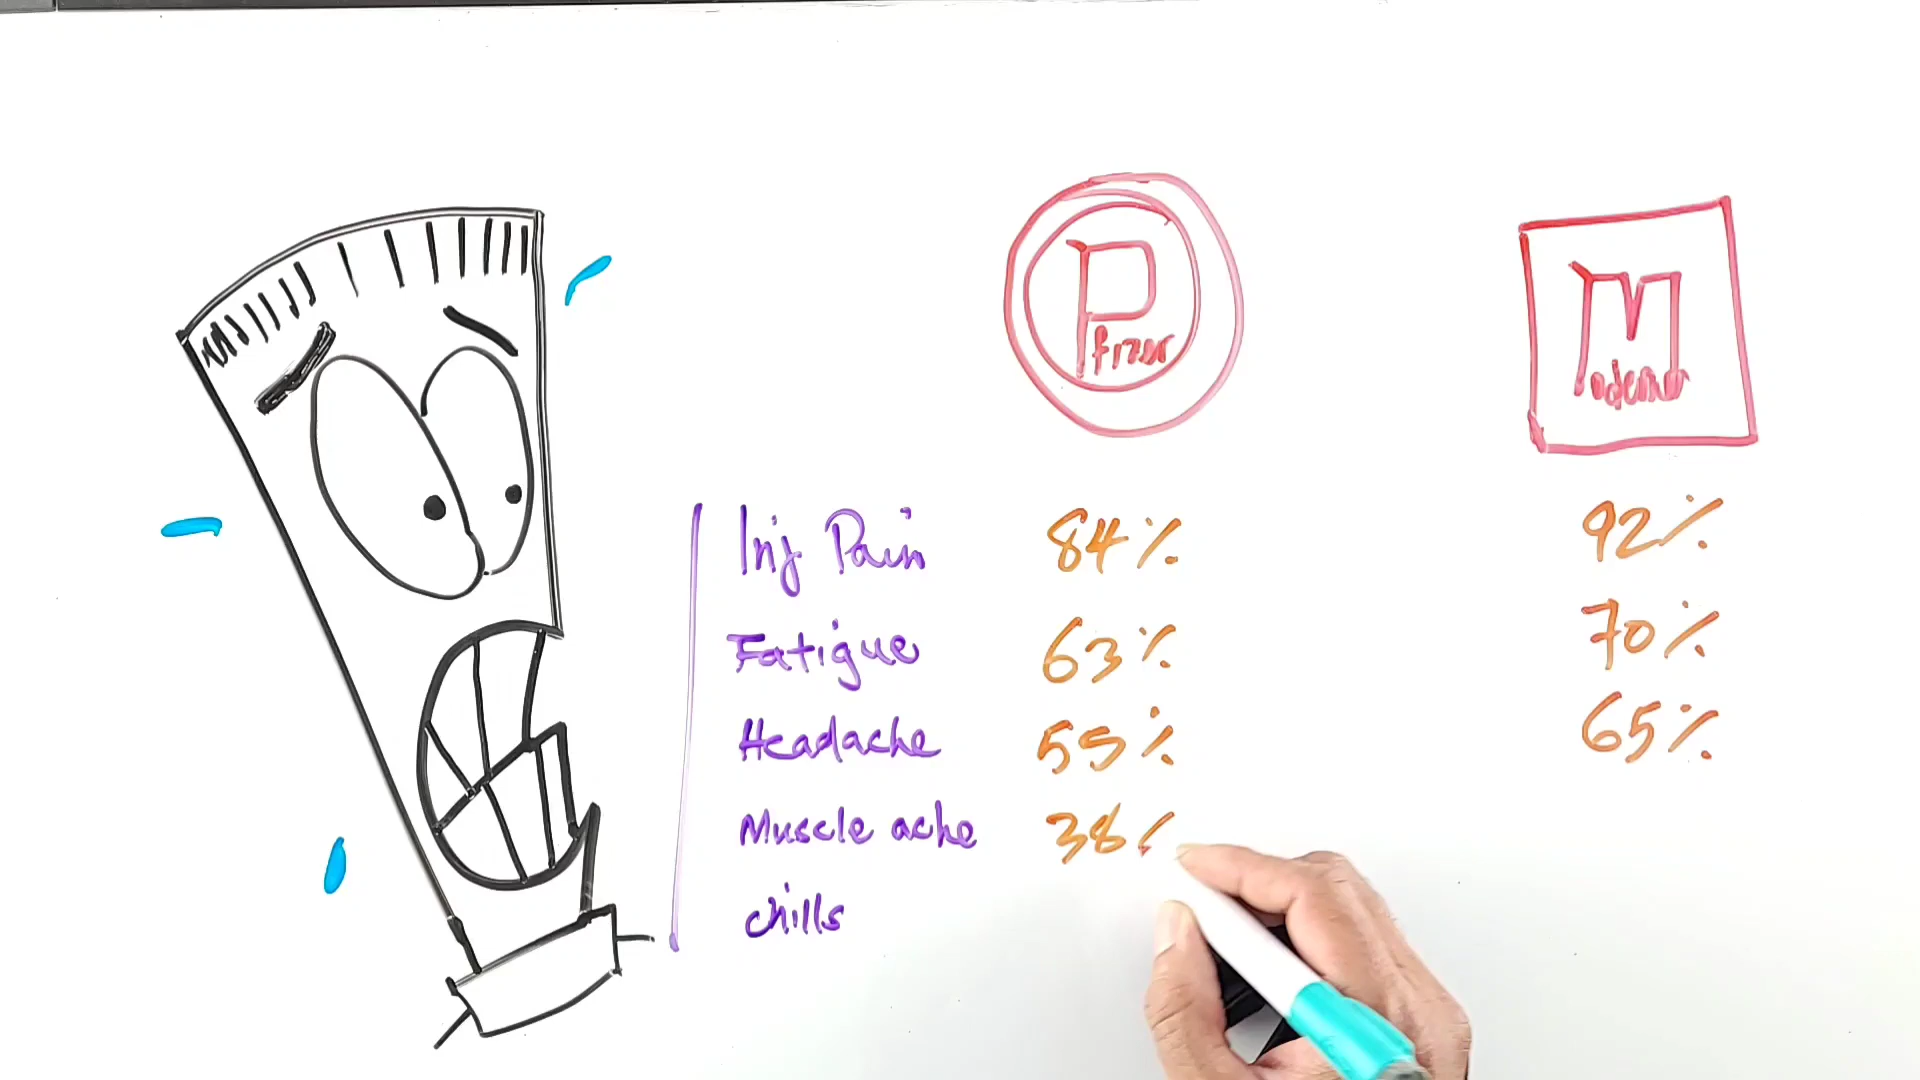 Pfizer
Moderna
Inj Pain 84% 92%
Fatigue 63% 70%
Headache 55% 65%
Muscle ache 38
chills